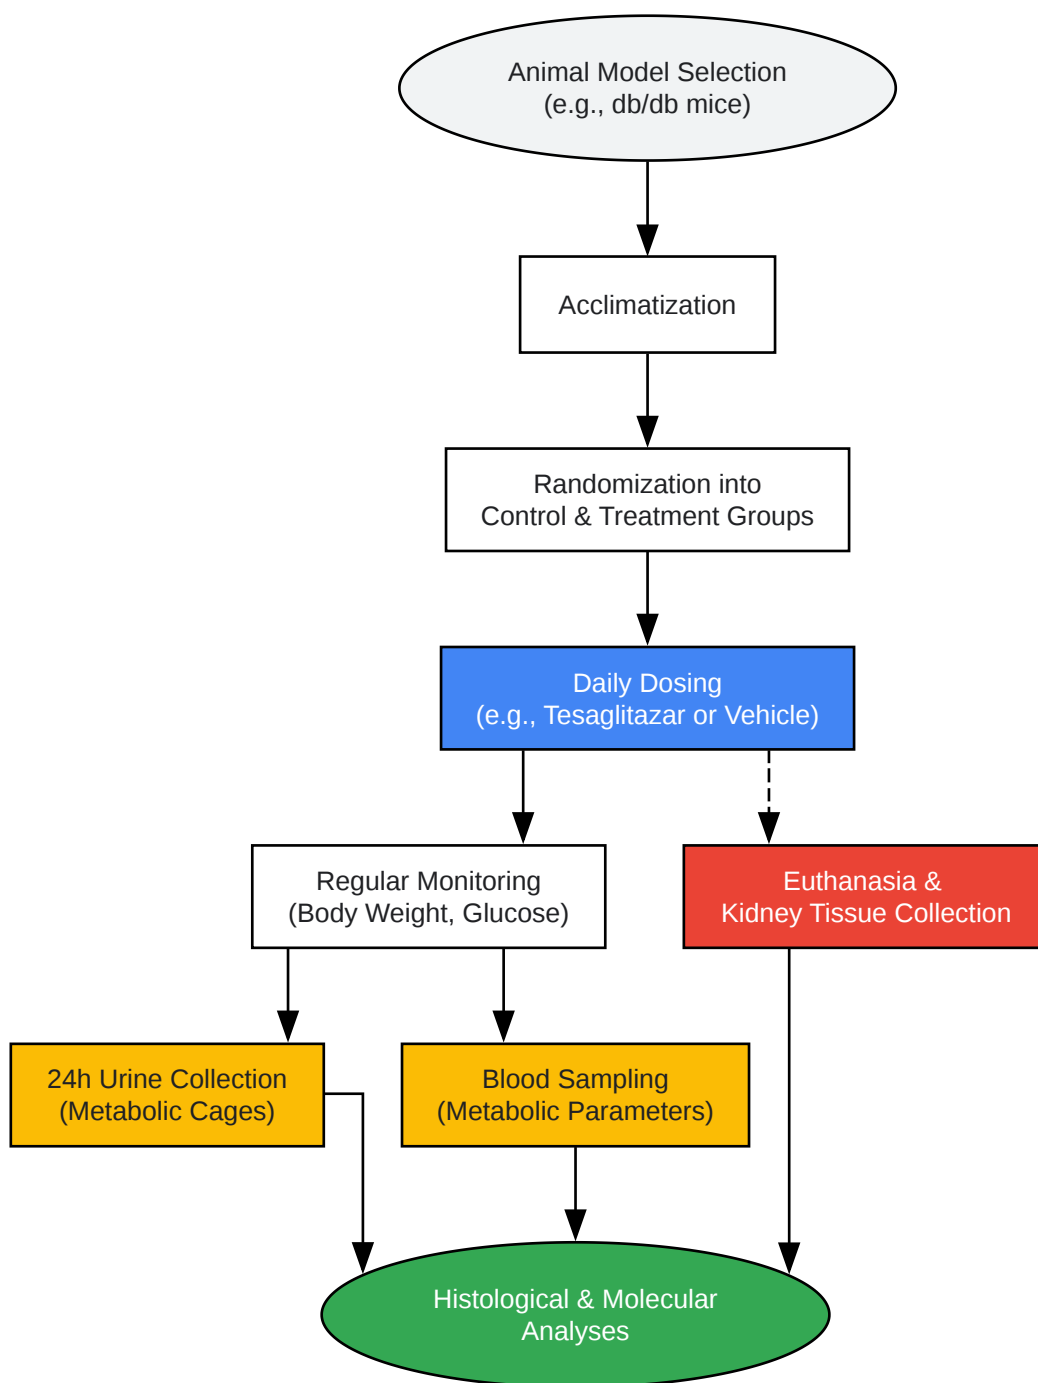 Animal Model Selection
(e.g., db/db mice)
Acclimatization
Randomization into
Control & Treatment Groups
Daily Dosing
(e.g., Tesaglitazar or Vehicle)
Regular Monitoring
(Body Weight, Glucose)
Euthanasia &
Kidney Tissue Collection
24h Urine Collection
(Metabolic Cages)
Blood Sampling
(Metabolic Parameters)
Histological & Molecular
Analyses